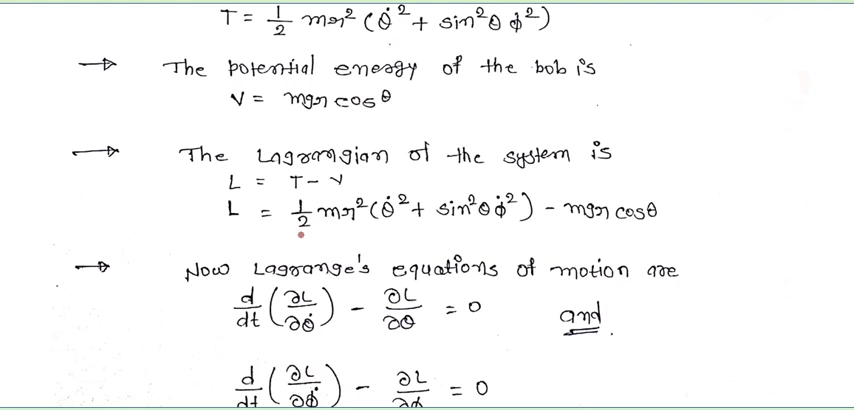 T = 1/2 mr² (θ̇² + sin²θ φ̇²)
→ The potential energy of the bob is
V = mgr cosθ
→ The Lagrangian of the system is
L = T - V
L = 1/2 mr² (θ̇² + sin²θ φ̇²) - mgr cosθ
→ Now Lagrange's equations of motion are
d/dt (∂L/∂θ̇) - ∂L/∂θ = 0 and
d/dt (∂L/∂φ̇) - ∂L/∂φ = 0